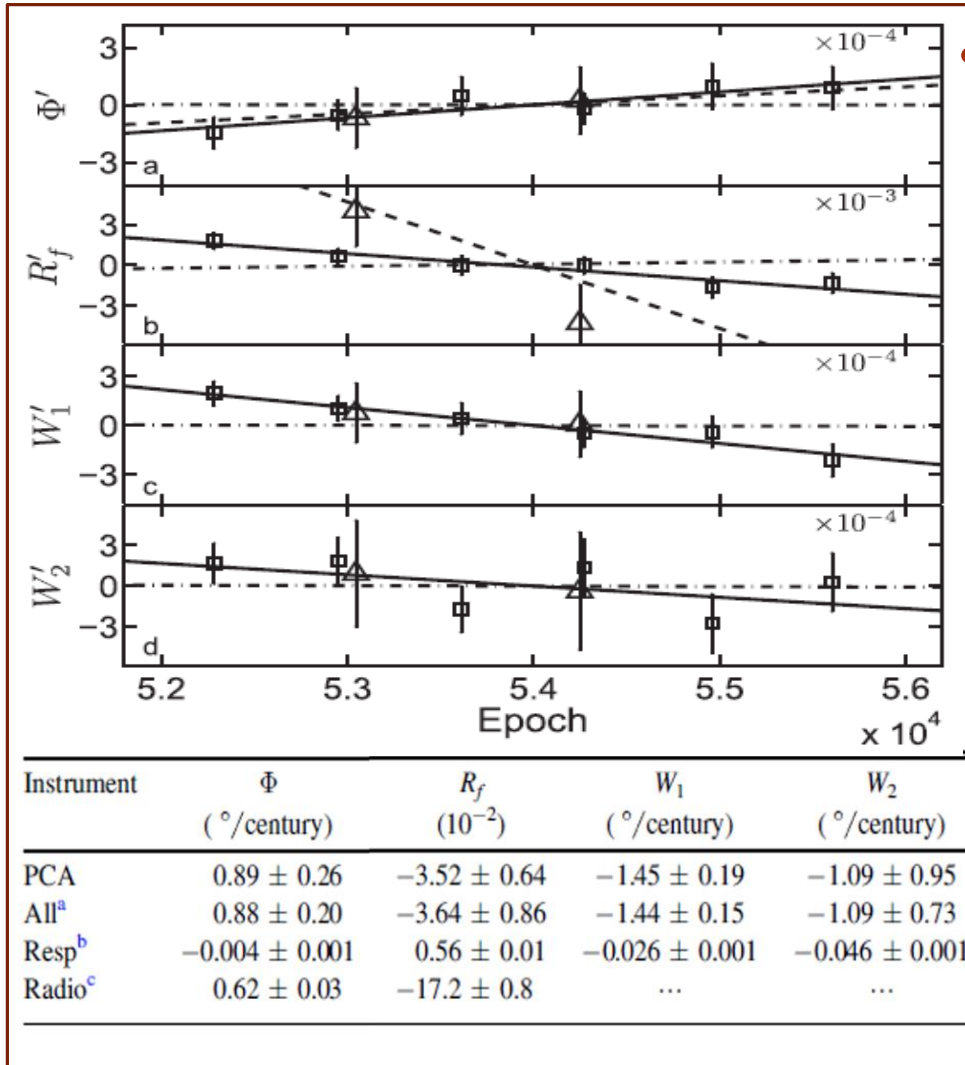 3 ×10⁻⁴
Φ′ 0
−3
a
3 ×10⁻³
R′_f 0
−3
b
3 ×10⁻⁴
W′₁ 0
−3
c
3 ×10⁻⁴
W′₂ 0
−3
d
5.2 5.3 5.4 5.5 5.6
Epoch
x 10⁴
Instrument Φ R_f W₁ W₂
( °/century) (10⁻²) ( °/century) ( °/century)
PCA 0.89 ± 0.26 −3.52 ± 0.64 −1.45 ± 0.19 −1.09 ± 0.95
Allᵃ 0.88 ± 0.20 −3.64 ± 0.86 −1.44 ± 0.15 −1.09 ± 0.73
Respᵇ −0.004 ± 0.001 0.56 ± 0.01 −0.026 ± 0.001 −0.046 ± 0.001
Radioᶜ 0.62 ± 0.03 −17.2 ± 0.8 ... ...